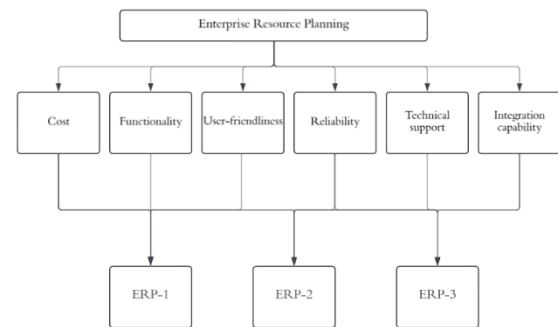 Enterprise Resource Planning
Cost
Functionality
User-friendliness
Reliability
Technical
support
Integration
capability
ERP-1
ERP-2
ERP-3